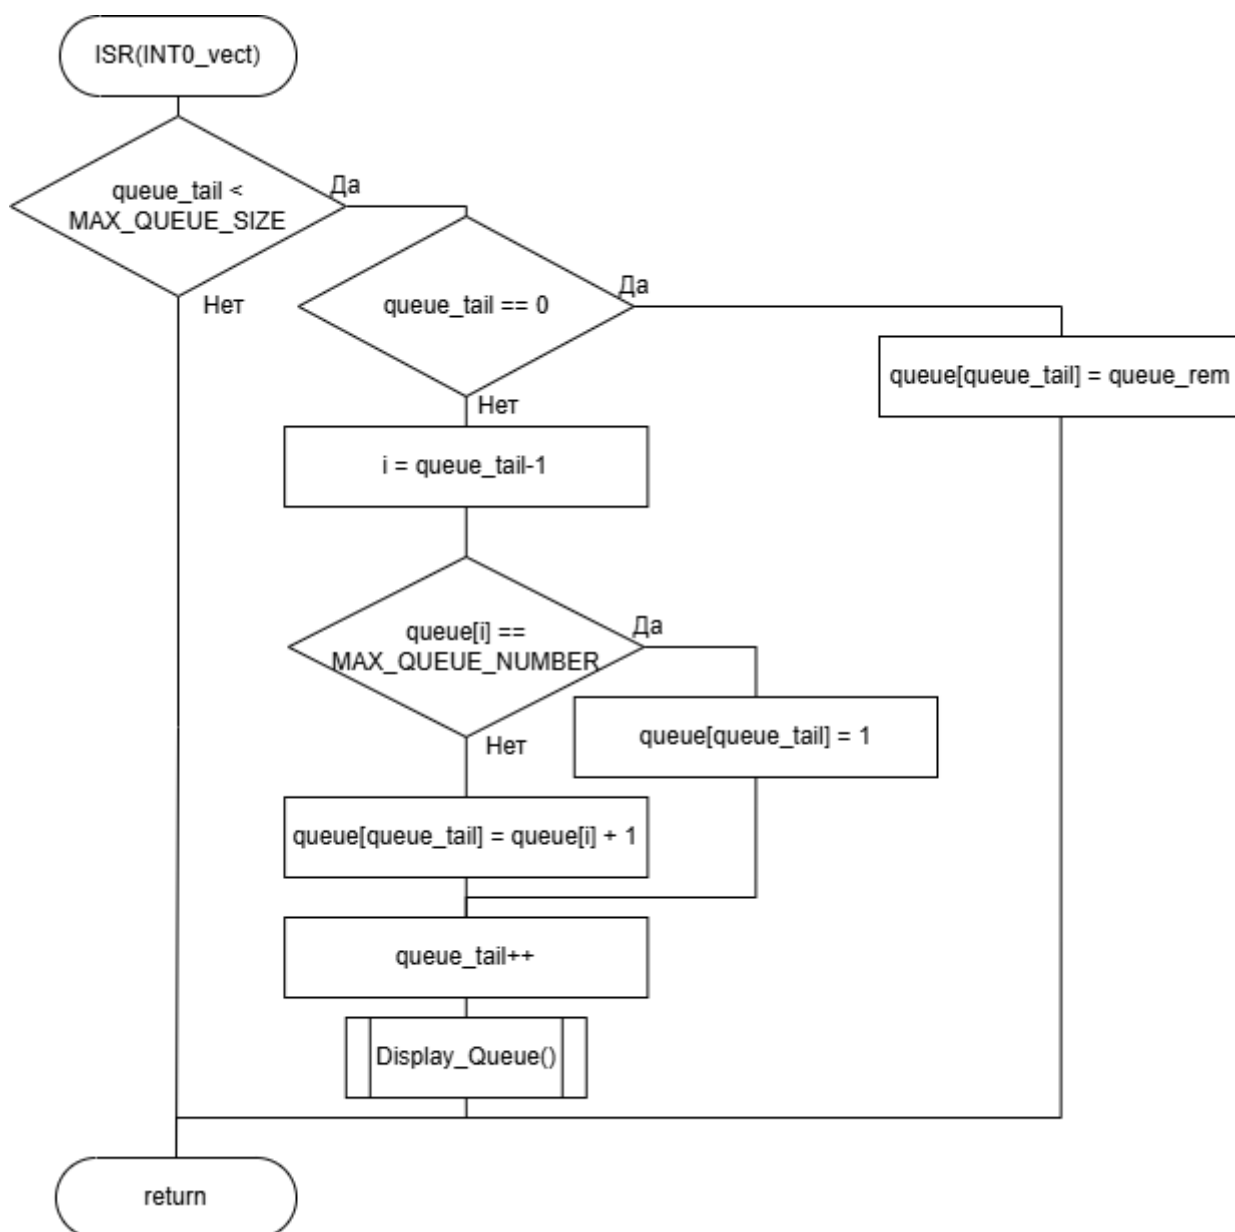 ISR(INT0_vect)
queue_tail <
MAX_QUEUE_SIZE
Да
Нет
queue_tail == 0
Да
queue[queue_tail] = queue_rem
Нет
i = queue_tail-1
queue[i] ==
MAX_QUEUE_NUMBER
Да
queue[queue_tail] = 1
Нет
queue[queue_tail] = queue[i] + 1
queue_tail++
Display_Queue()
return